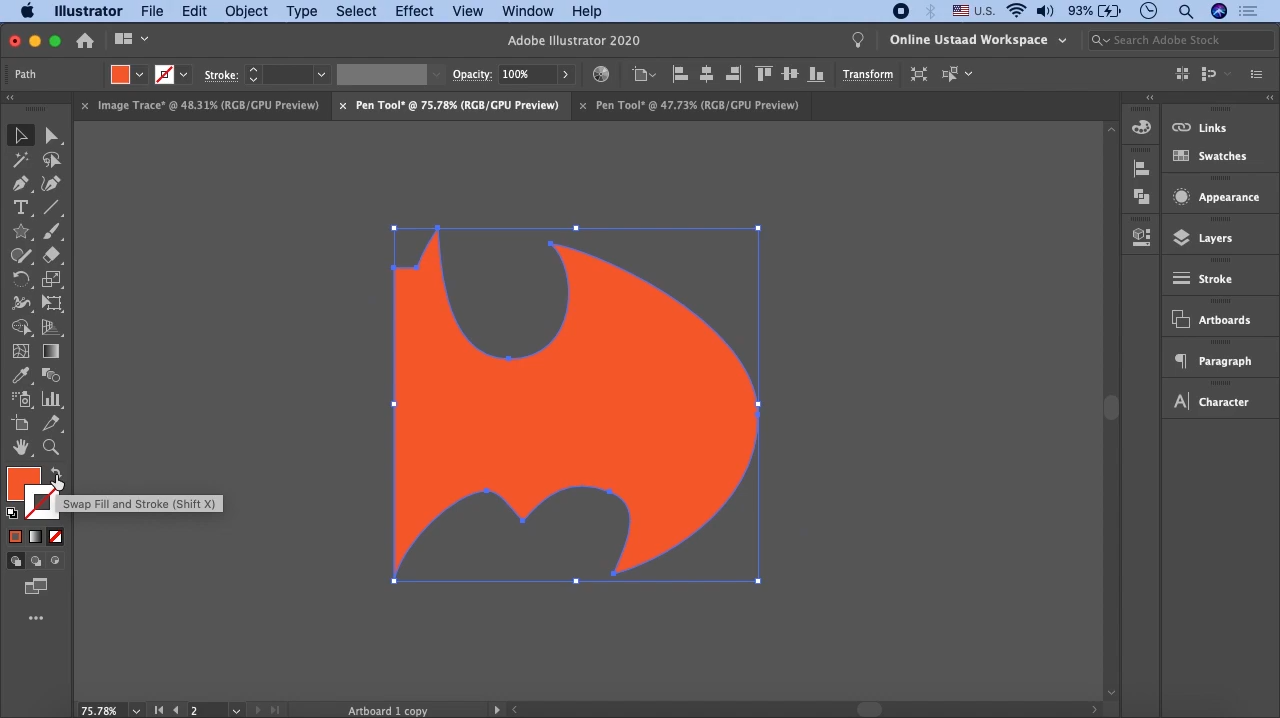 Illustrator File Edit Object Type Select Effect View Window Help U.S. 93%
Adobe Illustrator 2020 Online Ustaad Workspace Search Adobe Stock
Path Stroke: Opacity: 100% Transform
× Image Trace* @ 48.31% (RGB/GPU Preview) × Pen Tool* @ 75.78% (RGB/GPU Preview) × Pen Tool* @ 47.73% (RGB/GPU Preview)
Links
Swatches
Appearance
Layers
Stroke
Artboards
Paragraph
Character
Swap Fill and Stroke (Shift X)
75.78% 2 Artboard 1 copy